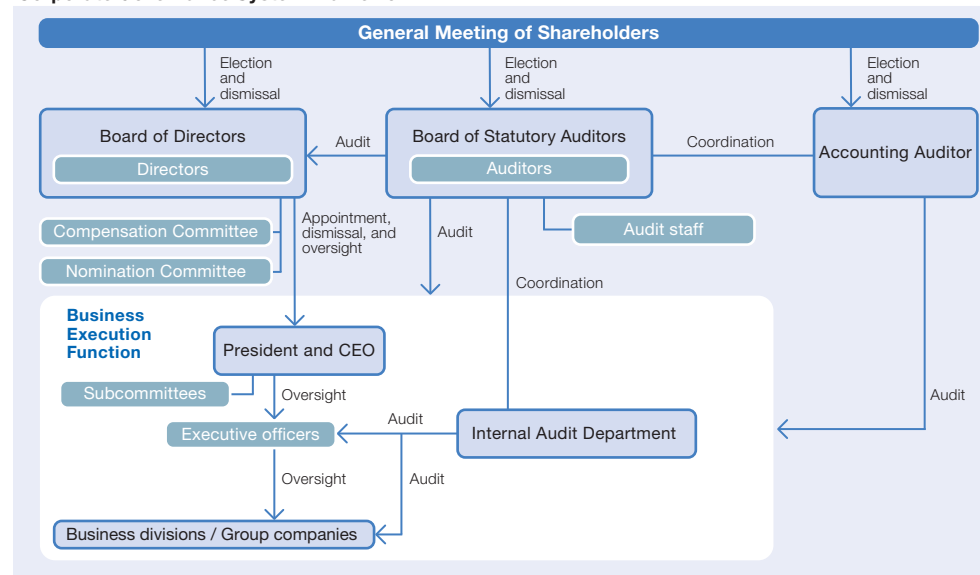 General Meeting of Shareholders
Election
and
dismissal
Election
and
dismissal
Election
and
dismissal
Board of Directors
Directors
Audit
Board of Statutory Auditors
Auditors
Coordination
Accounting Auditor
Compensation Committee
Nomination Committee
Appointment,
dismissal, and
oversight
Audit
Audit staff
Coordination
Business
Execution
Function
President and CEO
Subcommittees
Oversight
Executive officers
Audit
Internal Audit Department
Audit
Oversight
Audit
Business divisions / Group companies